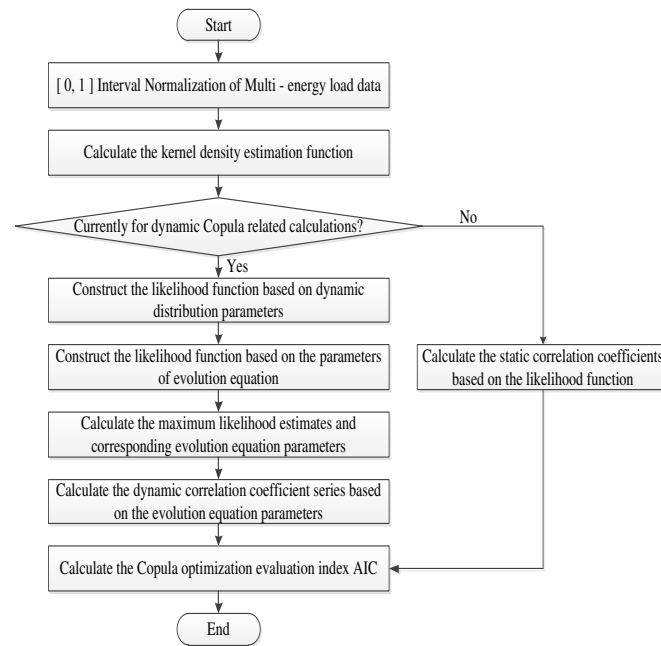 Start
[ 0, 1 ] Interval Normalization of Multi - energy load data
Calculate the kernel density estimation function
Currently for dynamic Copula related calculations?
No
Yes
Construct the likelihood function based on dynamic
distribution parameters
Construct the likelihood function based on the parameters
of evolution equation
Calculate the static correlation coefficients
based on the likelihood function
Calculate the maximum likelihood estimates and
corresponding evolution equation parameters
Calculate the dynamic correlation coefficient series based
on the evolution equation parameters
Calculate the Copula optimization evaluation index AIC
End